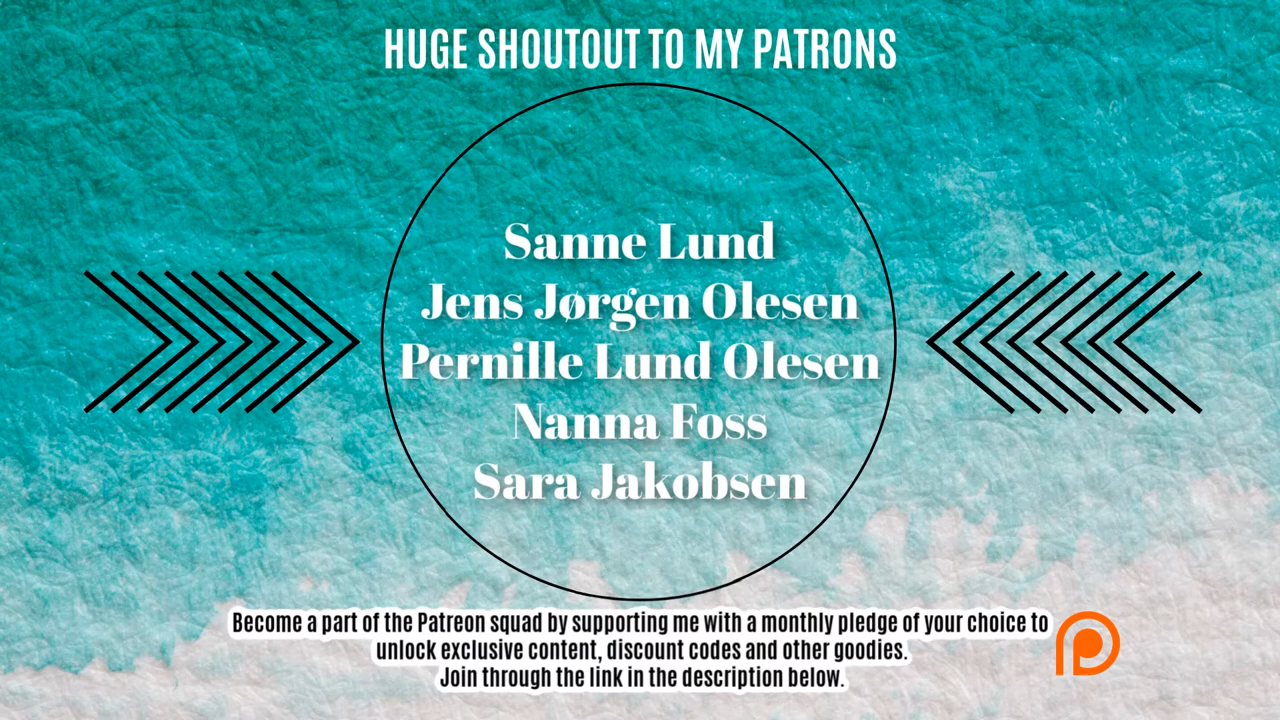 HUGE SHOUTOUT TO MY PATRONS
Sanne Lund
Jens Jørgen Olesen
Pernille Lund Olesen
Nanna Foss
Sara Jakobsen
Become a part of the Patreon squad by supporting me with a monthly pledge of your choice to
unlock exclusive content, discount codes and other goodies.
Join through the link in the description below.